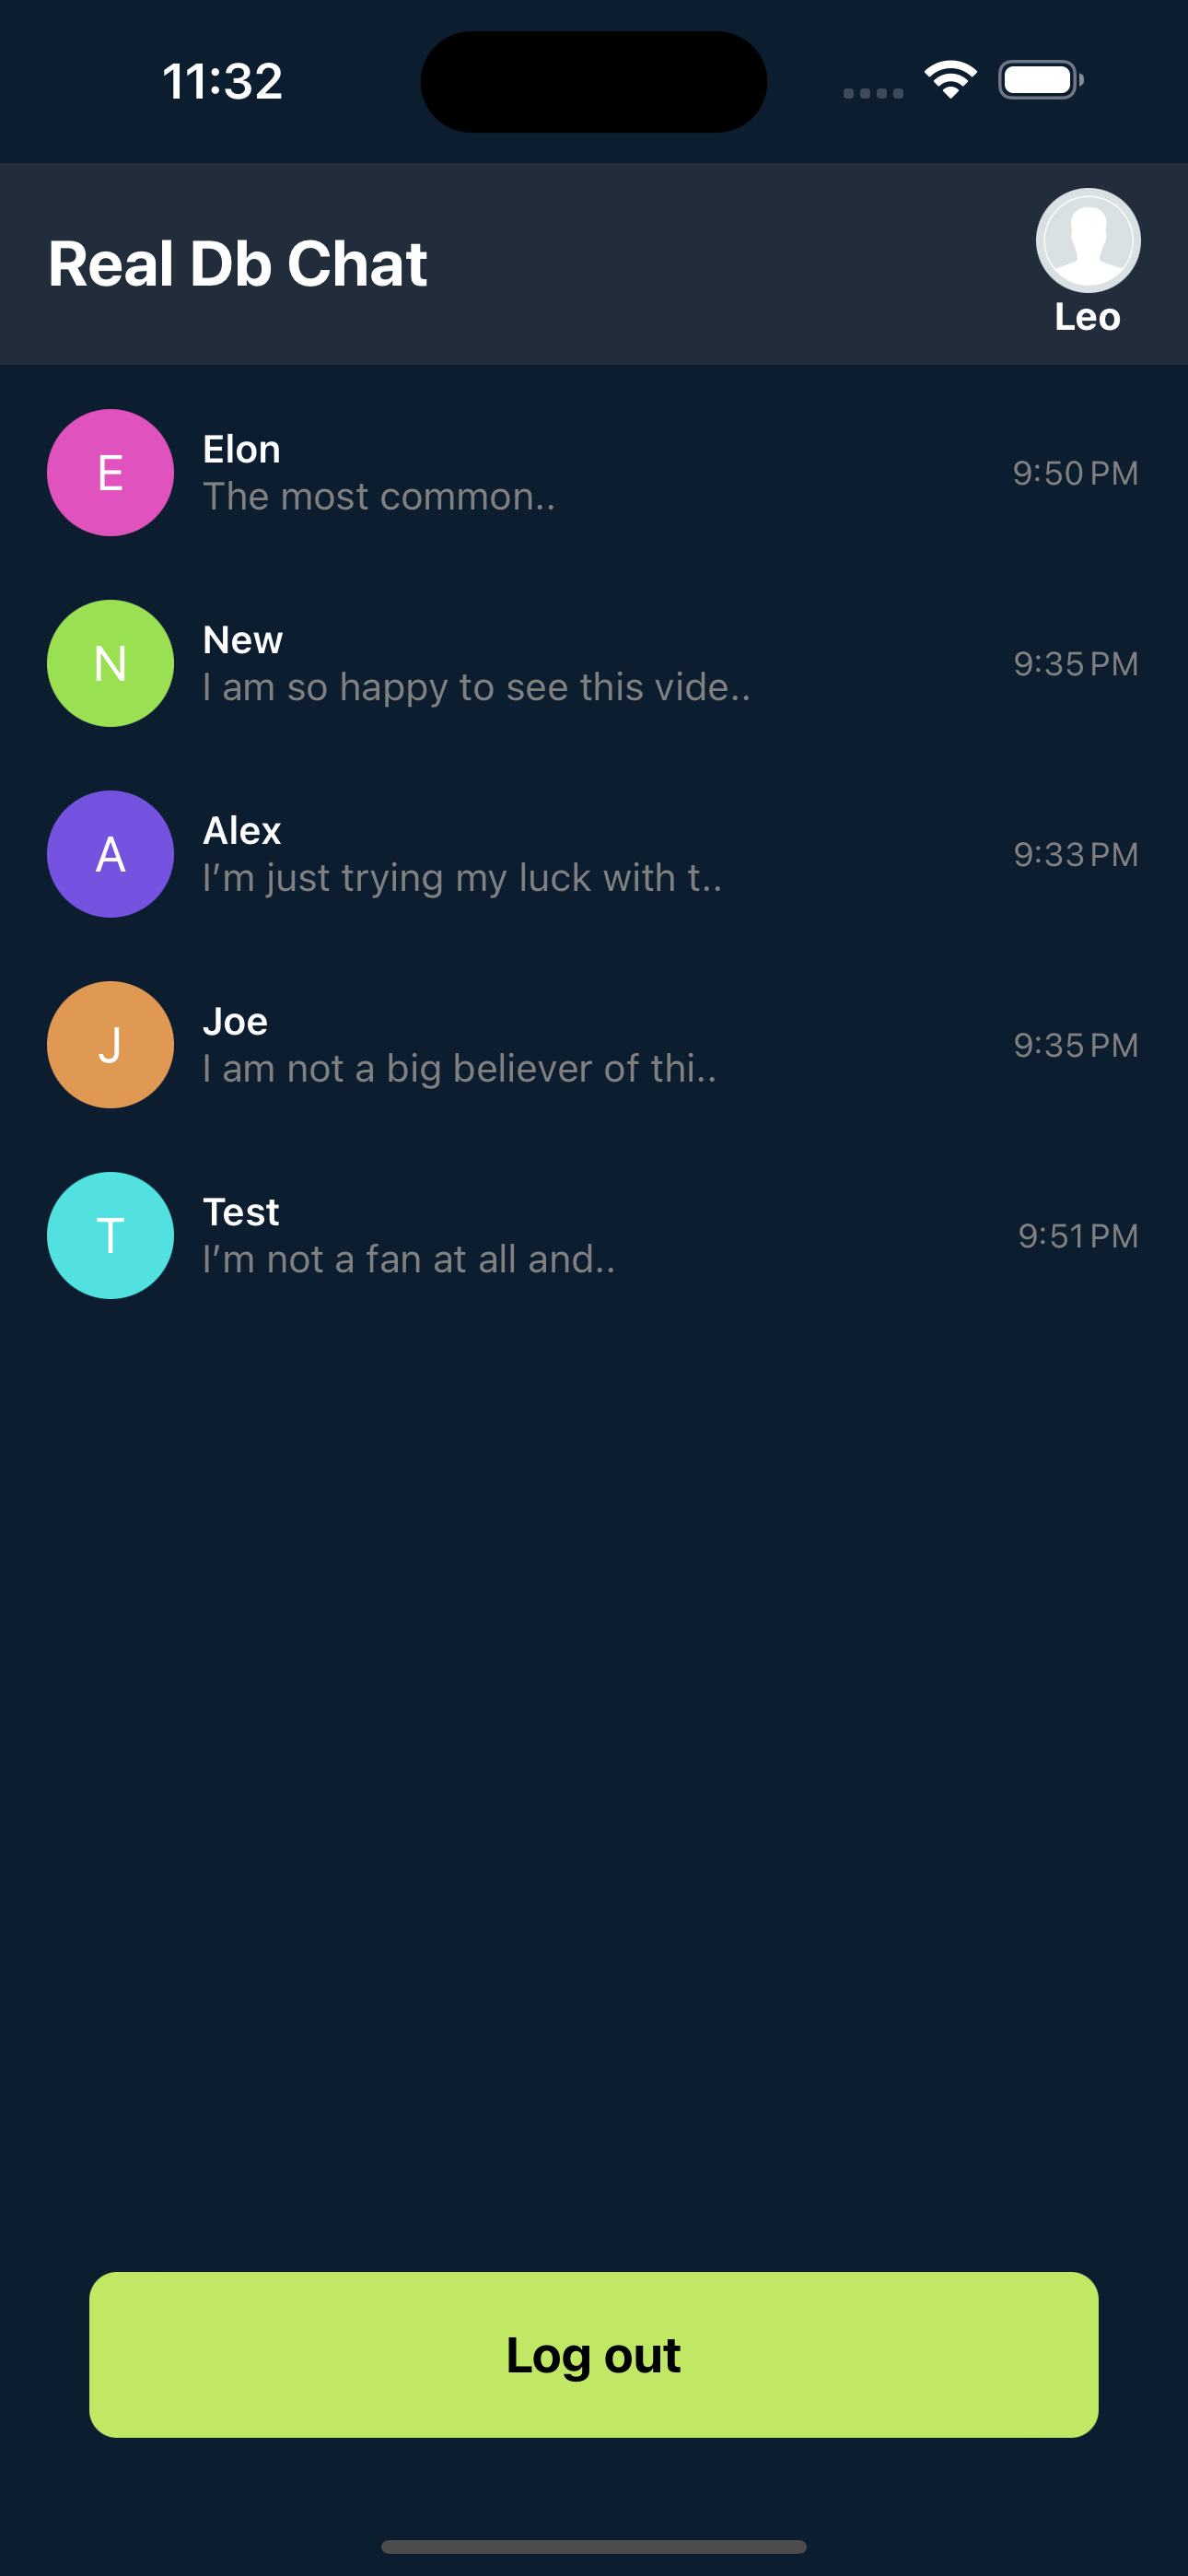 11:32
Real Db Chat
Leo
E
Elon
The most common..
9:50 PM
N
New
I am so happy to see this vide..
9:35 PM
A
Alex
I’m just trying my luck with t..
9:33 PM
J
Joe
I am not a big believer of thi..
9:35 PM
T
Test
I’m not a fan at all and..
9:51 PM
Log out